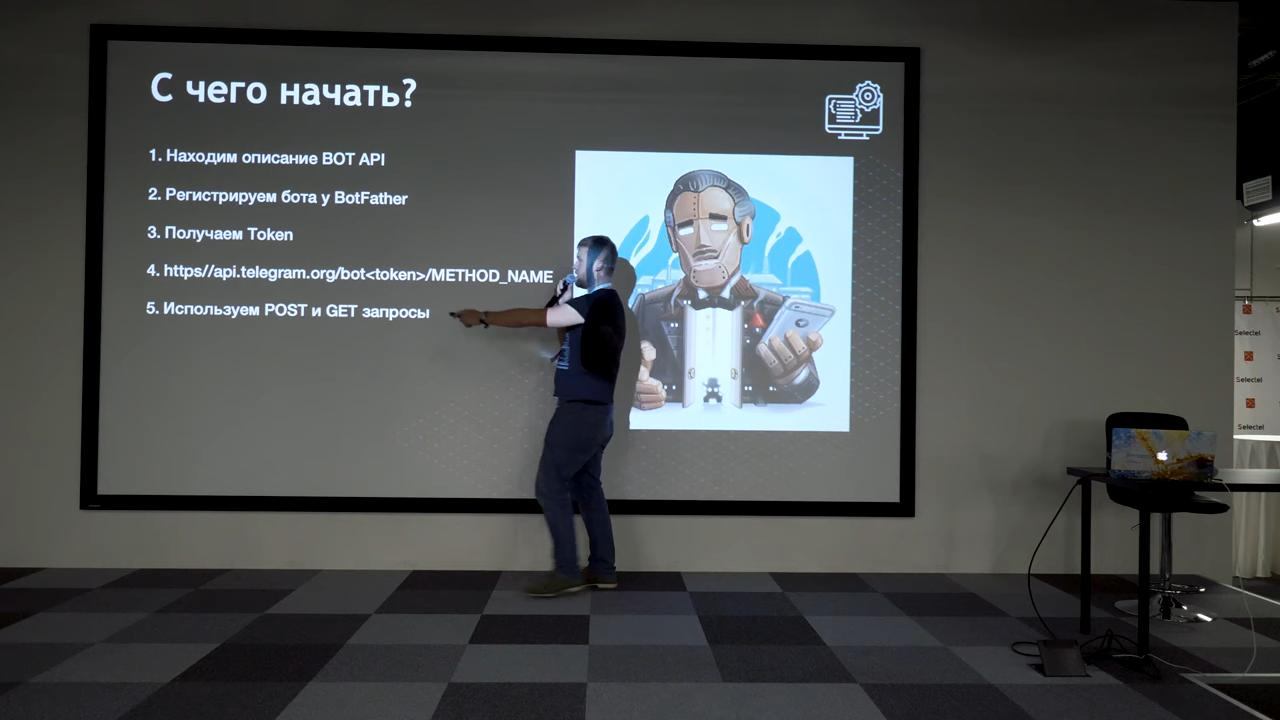 С чего начать?
1. Находим описание BOT API
2. Регистрируем бота у BotFather
3. Получаем Token
4. https//api.telegram.org/bot<token>/METHOD_NAME
5. Используем POST и GET запросы
Selectel
Selectel
Selectel